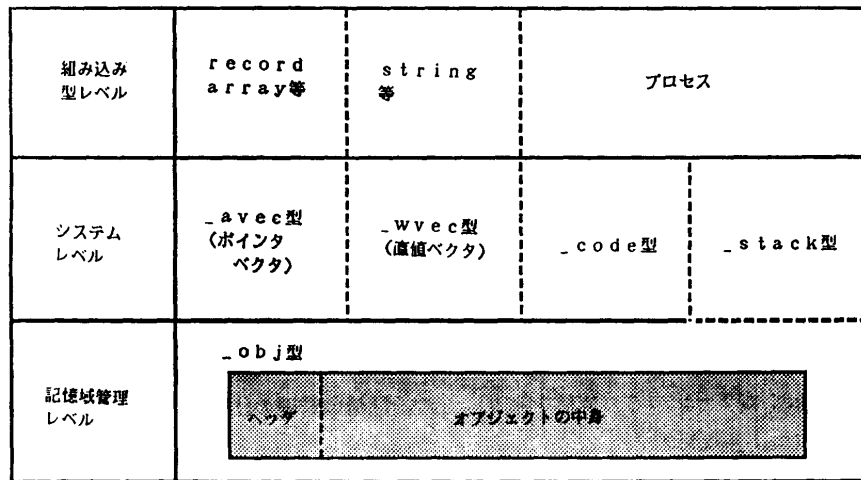 組み込み
型レベル
record
array等
string
等
プロセス
システム
レベル
_avec型
(ポインタ
ベクタ)
_wvec型
(直値ベクタ)
_code型
_stack型
記憶域管理
レベル
_obj型
ヘッダ
オブジェクトの中身